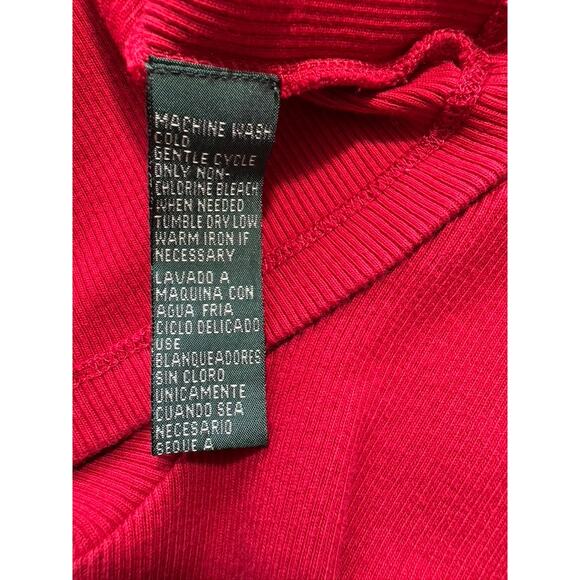 MACHINE WASH
COLD
GENTLE CYCLE
ONLY NON-
CHLORINE BLEACH
WHEN NEEDED
TUMBLE DRY LOW
WARM IRON IF
NECESSARY
LAVADO A
MAQUINA CON
AGUA FRIA
CICLO DELICADO
USE
BLANQUEADORES
SIN CLORO
UNICAMENTE
CUANDO SEA
NECESARIO
SEQUE A